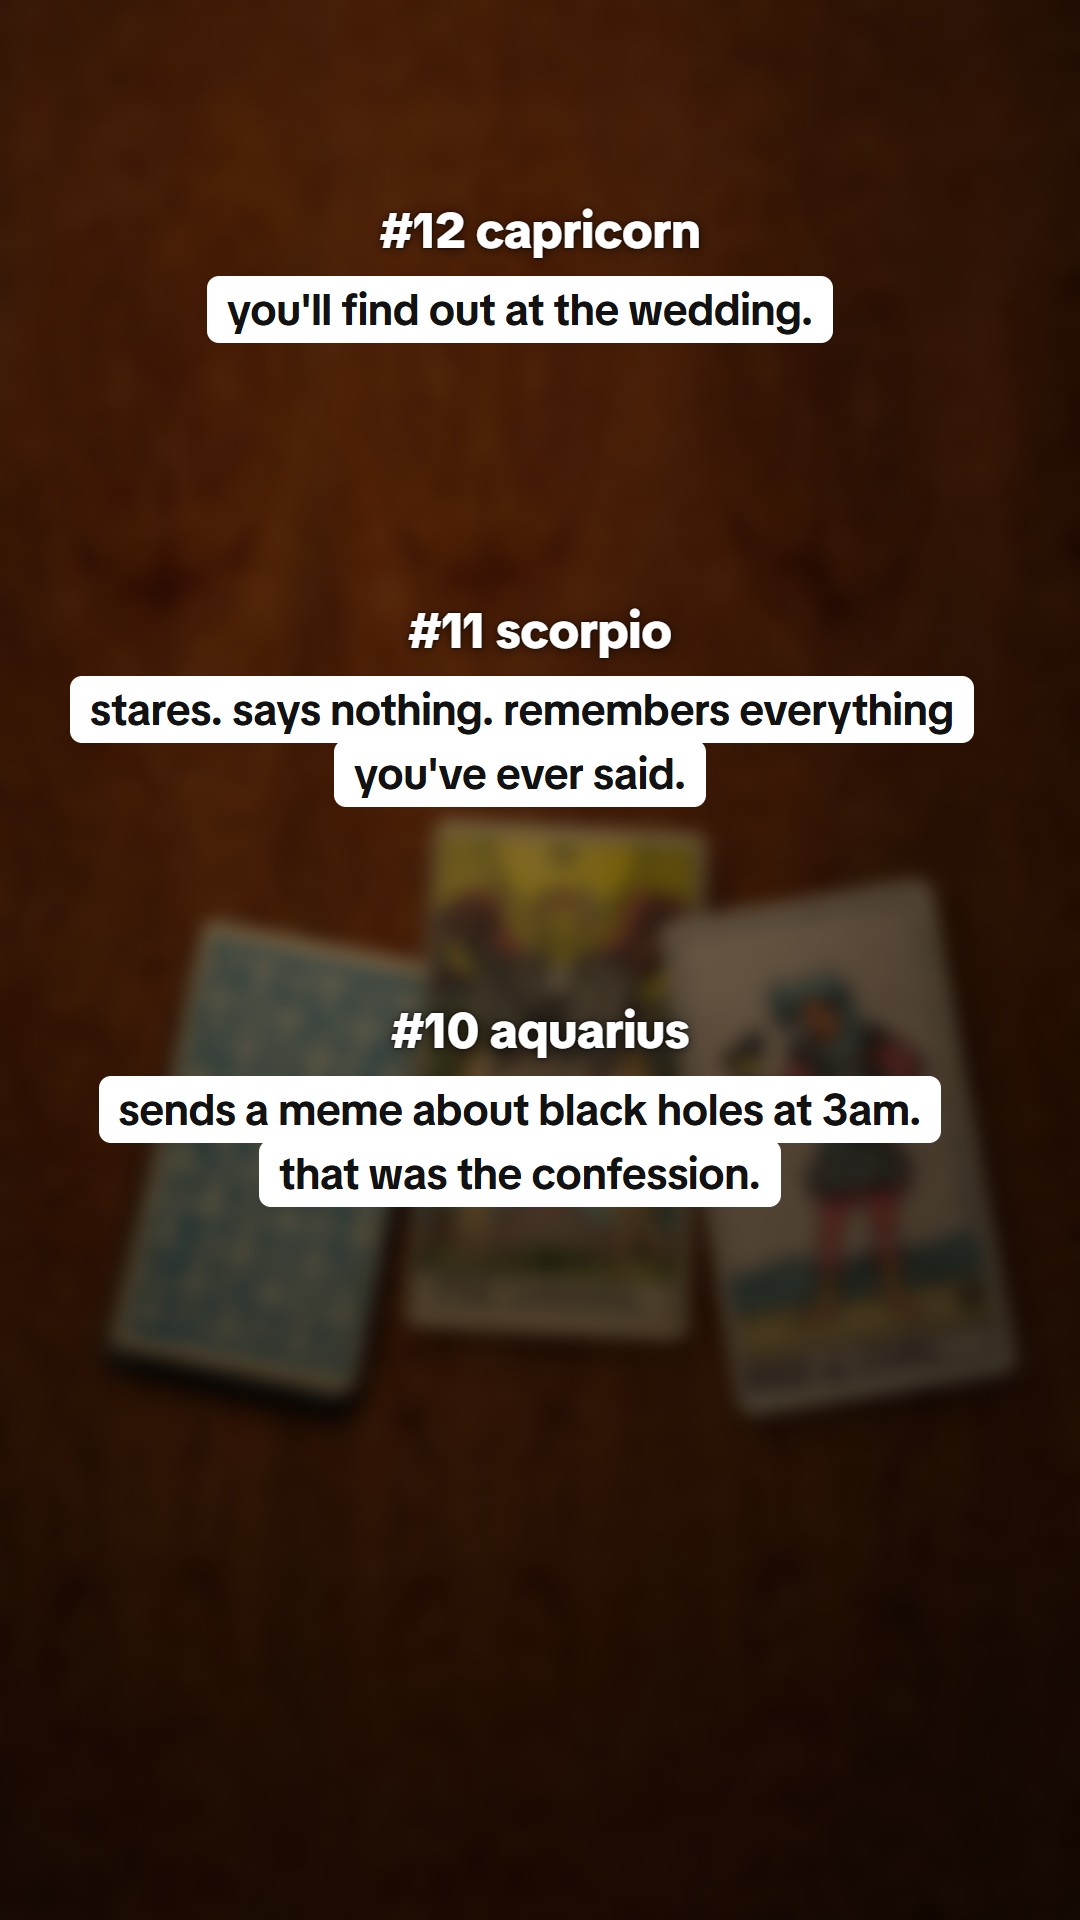 #12 capricorn
you'll find out at the wedding.
#11 scorpio
stares. says nothing. remembers everything
you've ever said.
#10 aquarius
sends a meme about black holes at 3am.
that was the confession.